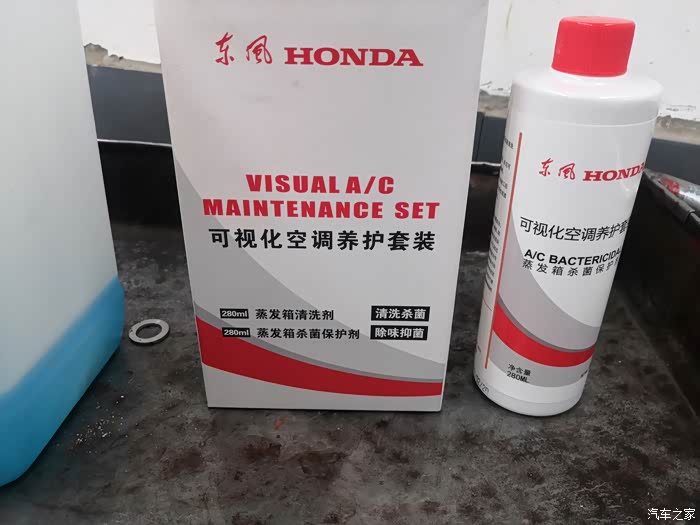 东风 HONDA
VISUAL A/C
MAINTENANCE SET
可视化空调养护套装
280ml 蒸发箱清洗剂 清洗杀菌
280ml 蒸发箱杀菌保护剂 除味抑菌
东风 HONDA
可视化空调养护套
A/C BACTERICIDAL
蒸发箱杀菌保护
净含量
280ML
汽车之家